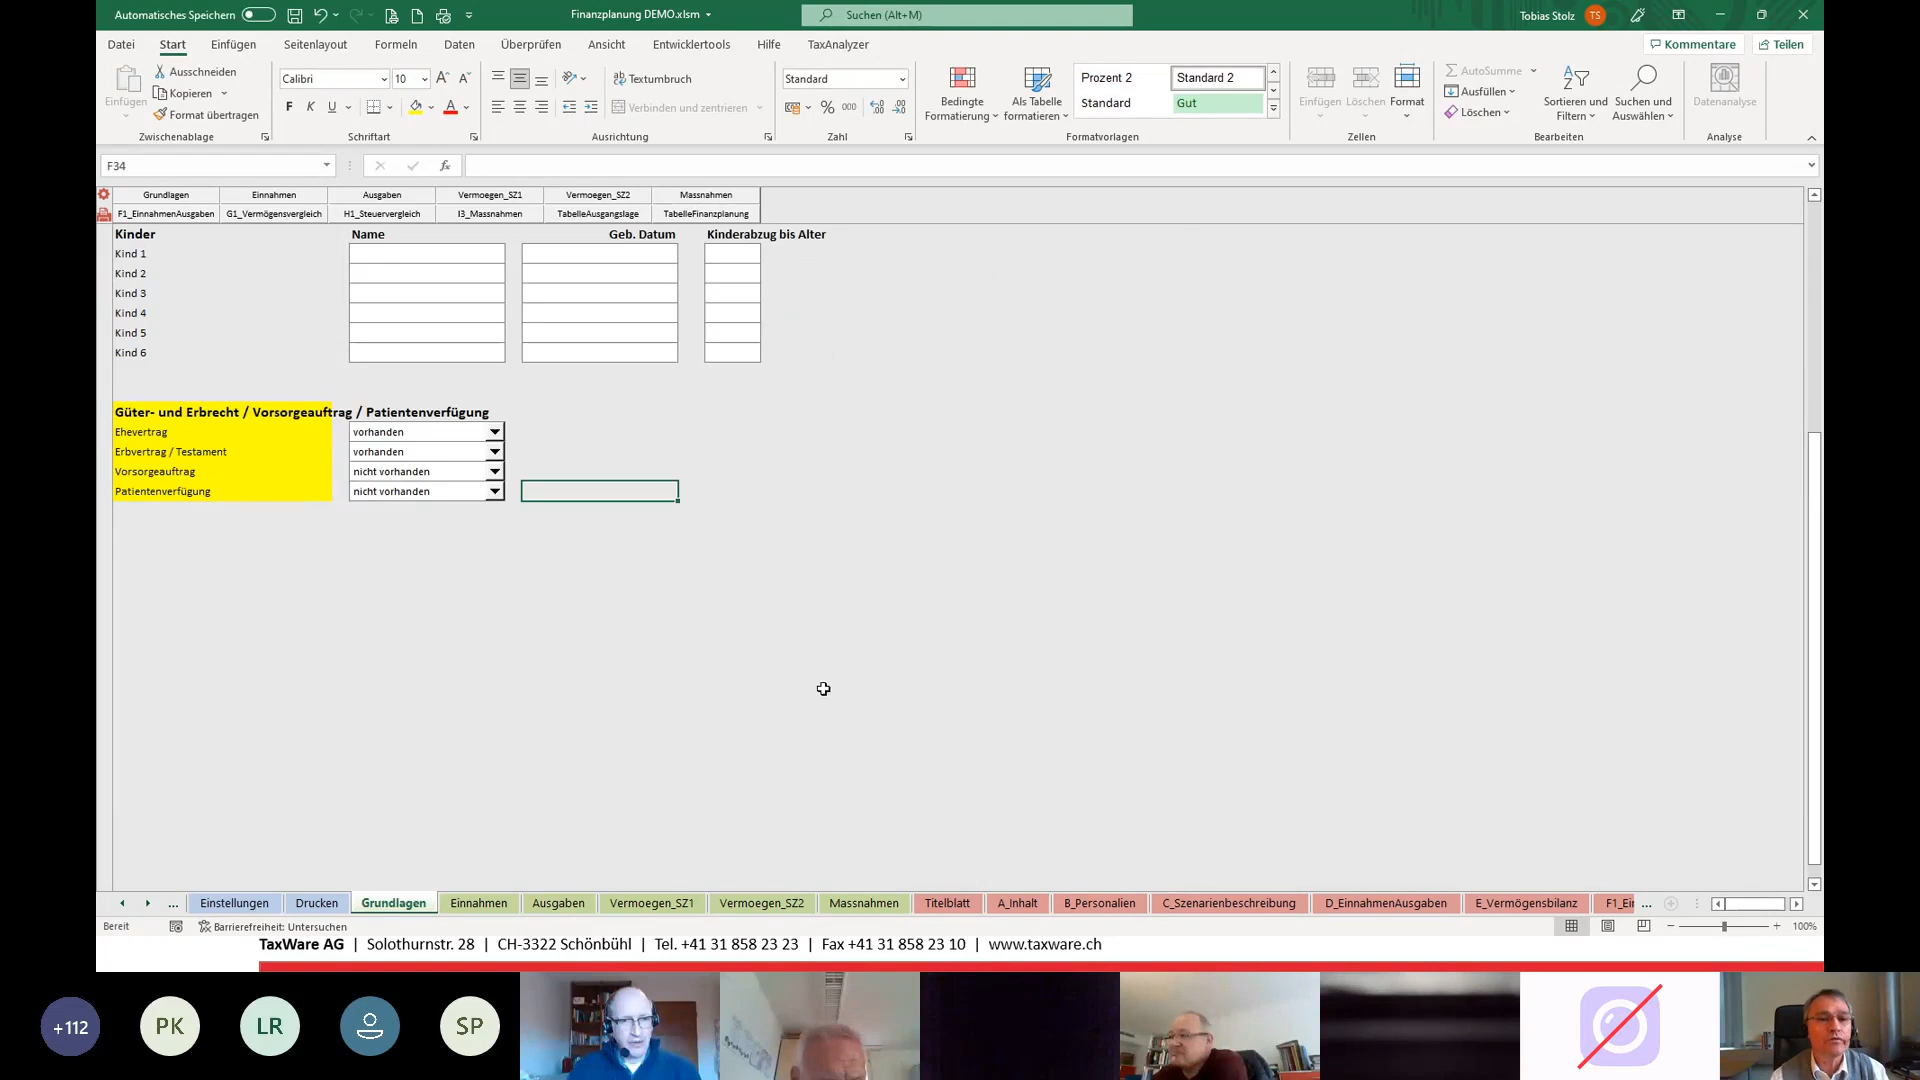 Automatisches Speichern
Finanzplanung DEMO.xlsm
Suchen (Alt+M)
Tobias Stolz
TS
Datei
Start
Einfügen
Seitenlayout
Formeln
Daten
Überprüfen
Ansicht
Entwicklertools
Hilfe
TaxAnalyzer
Kommentare
Teilen
Einfügen
Ausschneiden
Kopieren
Format übertragen
Zwischenablage
Calibri
10
F K U
Schriftart
Textumbruch
Verbinden und zentrieren
Ausrichtung
Standard
% 000
Zahl
Bedingte
Formatierung
Als Tabelle
formatieren
Prozent 2
Standard 2
Standard
Gut
Formatvorlagen
Einfügen
Löschen
Format
Zellen
AutoSumme
Ausfüllen
Löschen
Sortieren und
Filtern
Suchen und
Auswählen
Bearbeiten
Datenanalyse
Analyse
F34
fx
Grundlagen
Einnahmen
Ausgaben
Vermoegen_SZ1
Vermoegen_SZ2
Massnahmen
F1_EinnahmenAusgaben
G1_Vermögensvergleich
H1_Steuervergleich
I3_Massnahmen
TabelleAusgangslage
TabelleFinanzplanung
Kinder
Name
Geb. Datum
Kinderabzug bis Alter
Kind 1
Kind 2
Kind 3
Kind 4
Kind 5
Kind 6
Güter- und Erbrecht / Vorsorgeauftrag / Patientenverfügung
Ehevertrag vorhanden
Erbvertrag / Testament vorhanden
Vorsorgeauftrag nicht vorhanden
Patientenverfügung nicht vorhanden
...
Einstellungen
Drucken
Grundlagen
Einnahmen
Ausgaben
Vermoegen_SZ1
Vermoegen_SZ2
Massnahmen
Titelblatt
A_Inhalt
B_Personalien
C_Szenarienbeschreibung
D_EinnahmenAusgaben
E_Vermögensbilanz
F1_Ei
...
Bereit
Barrierefreiheit: Untersuchen
100%
TaxWare AG | Solothurnstr. 28 | CH-3322 Schönbühl | Tel. +41 31 858 23 23 | Fax +41 31 858 23 10 | www.taxware.ch
+112
PK
LR
SP